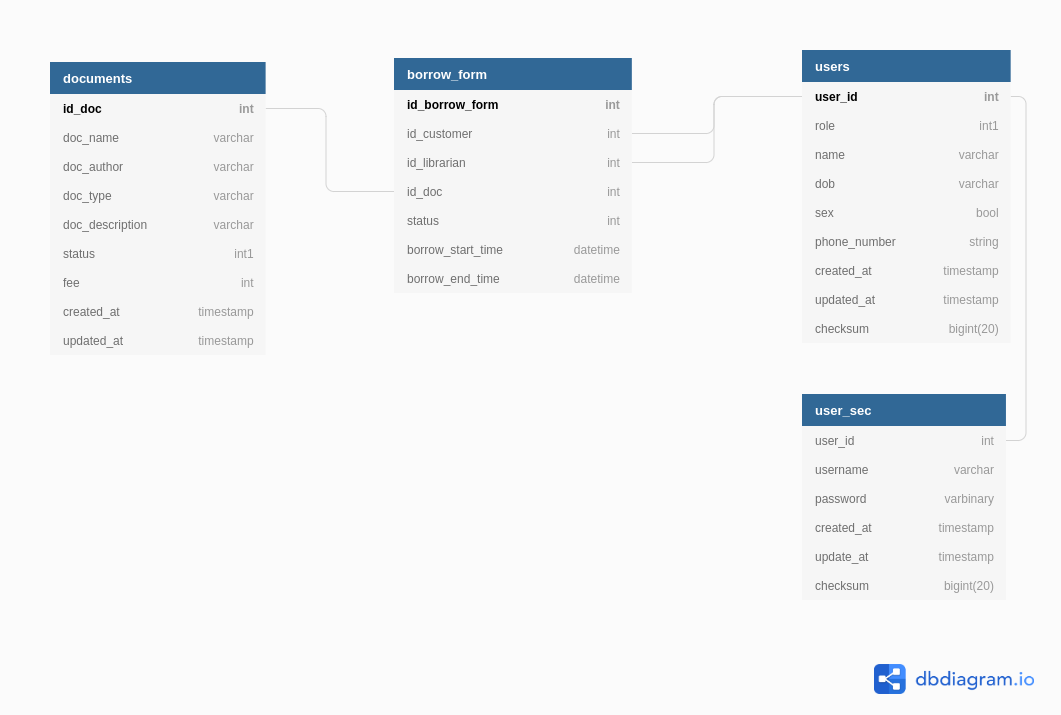 documents
id_doc int
doc_name varchar
doc_author varchar
doc_type varchar
doc_description varchar
status int1
fee int
created_at timestamp
updated_at timestamp
borrow_form
id_borrow_form int
id_customer int
id_librarian int
id_doc int
status int
borrow_start_time datetime
borrow_end_time datetime
users
user_id int
role int1
name varchar
dob varchar
sex bool
phone_number string
created_at timestamp
updated_at timestamp
checksum bigint(20)
user_sec
user_id int
username varchar
password varbinary
created_at timestamp
update_at timestamp
checksum bigint(20)
dbdiagram.io